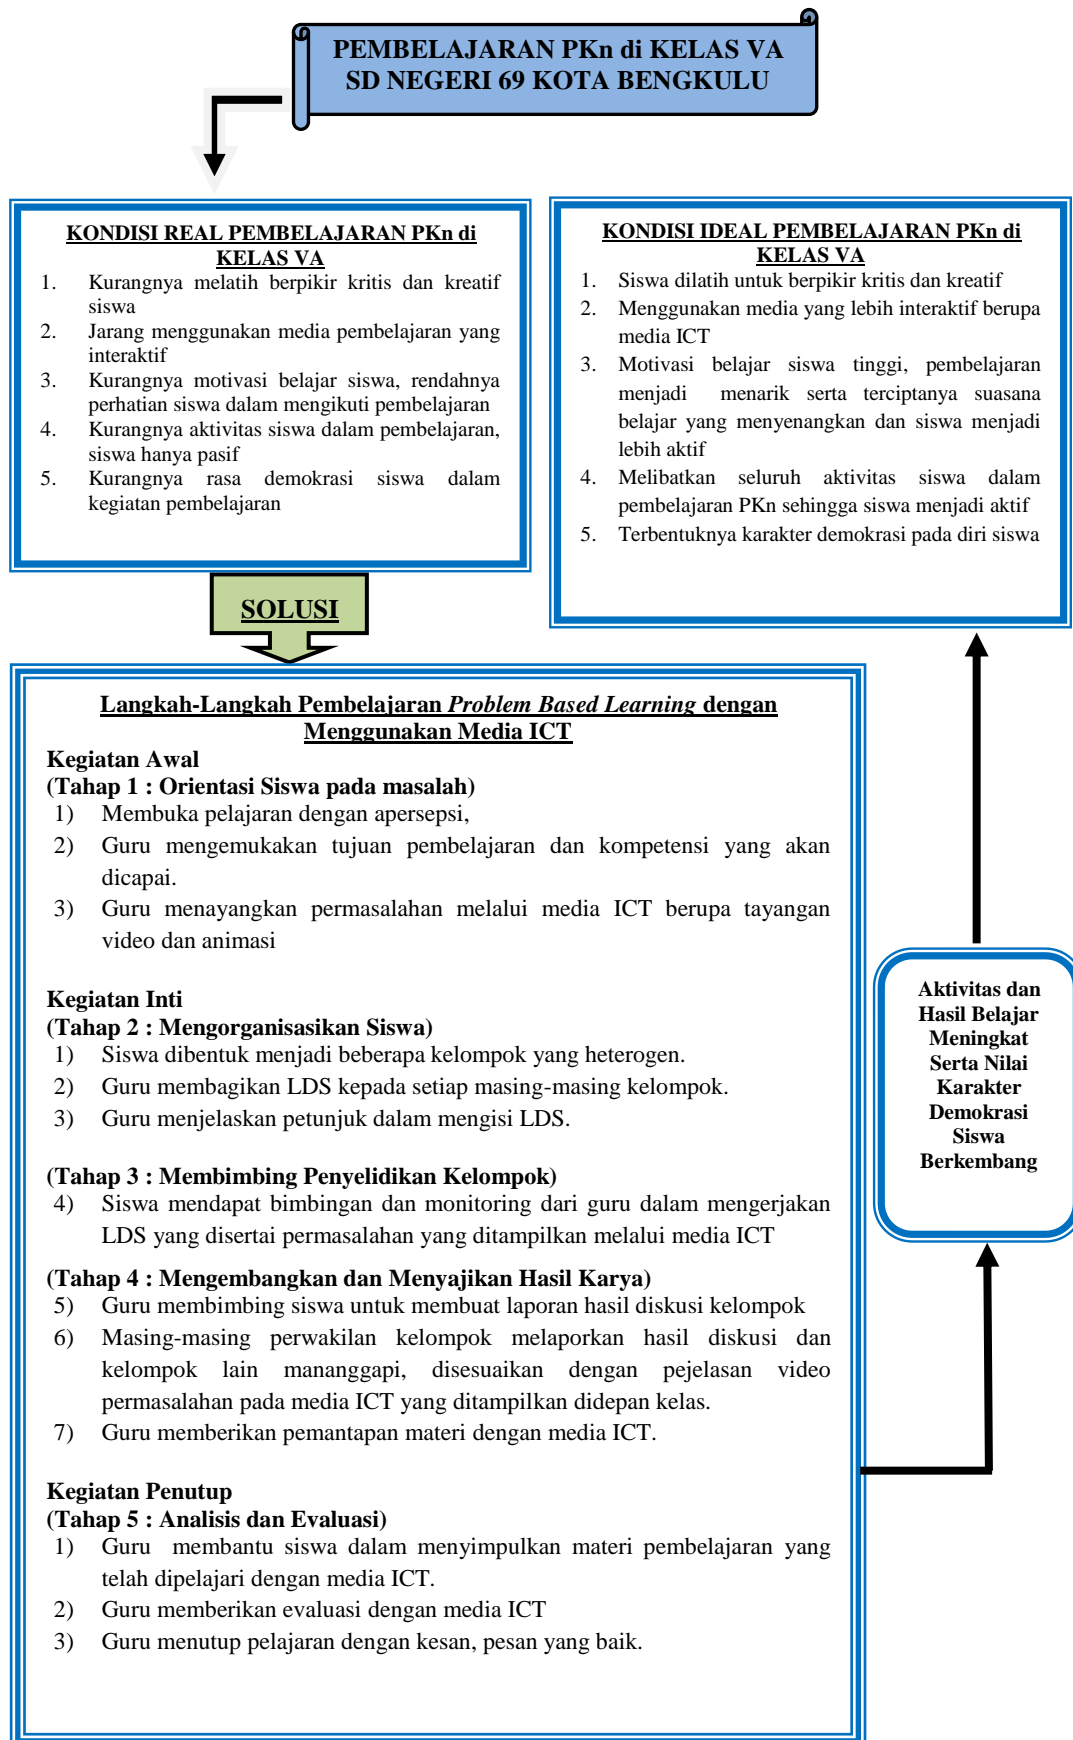 PEMBELAJARAN PKn di KELAS VA
SD NEGERI 69 KOTA BENGKULU
KONDISI REAL PEMBELAJARAN PKn di
KELAS VA
1. Kurangnya melatih berpikir kritis dan kreatif
siswa
2. Jarang menggunakan media pembelajaran yang
interaktif
3. Kurangnya motivasi belajar siswa, rendahnya
perhatian siswa dalam mengikuti pembelajaran
4. Kurangnya aktivitas siswa dalam pembelajaran,
siswa hanya pasif
5. Kurangnya rasa demokrasi siswa dalam
kegiatan pembelajaran
KONDISI IDEAL PEMBELAJARAN PKn di
KELAS VA
1. Siswa dilatih untuk berpikir kritis dan kreatif
2. Menggunakan media yang lebih interaktif berupa
media ICT
3. Motivasi belajar siswa tinggi, pembelajaran
menjadi menarik serta terciptanya suasana
belajar yang menyenangkan dan siswa menjadi
lebih aktif
4. Melibatkan seluruh aktivitas siswa dalam
pembelajaran PKn sehingga siswa menjadi aktif
5. Terbentuknya karakter demokrasi pada diri siswa
SOLUSI
Langkah-Langkah Pembelajaran Problem Based Learning dengan
Menggunakan Media ICT
Kegiatan Awal
(Tahap 1 : Orientasi Siswa pada masalah)
1) Membuka pelajaran dengan apersepsi,
2) Guru mengemukakan tujuan pembelajaran dan kompetensi yang akan
dicapai.
3) Guru menayangkan permasalahan melalui media ICT berupa tayangan
video dan animasi
Kegiatan Inti
(Tahap 2 : Mengorganisasikan Siswa)
1) Siswa dibentuk menjadi beberapa kelompok yang heterogen.
2) Guru membagikan LDS kepada setiap masing-masing kelompok.
3) Guru menjelaskan petunjuk dalam mengisi LDS.
(Tahap 3 : Membimbing Penyelidikan Kelompok)
4) Siswa mendapat bimbingan dan monitoring dari guru dalam mengerjakan
LDS yang disertai permasalahan yang ditampilkan melalui media ICT
(Tahap 4 : Mengembangkan dan Menyajikan Hasil Karya)
5) Guru membimbing siswa untuk membuat laporan hasil diskusi kelompok
6) Masing-masing perwakilan kelompok melaporkan hasil diskusi dan
kelompok lain mananggapi, disesuaikan dengan pejelasan video
permasalahan pada media ICT yang ditampilkan didepan kelas.
7) Guru memberikan pemantapan materi dengan media ICT.
Kegiatan Penutup
(Tahap 5 : Analisis dan Evaluasi)
1) Guru membantu siswa dalam menyimpulkan materi pembelajaran yang
telah dipelajari dengan media ICT.
2) Guru memberikan evaluasi dengan media ICT
3) Guru menutup pelajaran dengan kesan, pesan yang baik.
Aktivitas dan
Hasil Belajar
Meningkat
Serta Nilai
Karakter
Demokrasi
Siswa
Berkembang